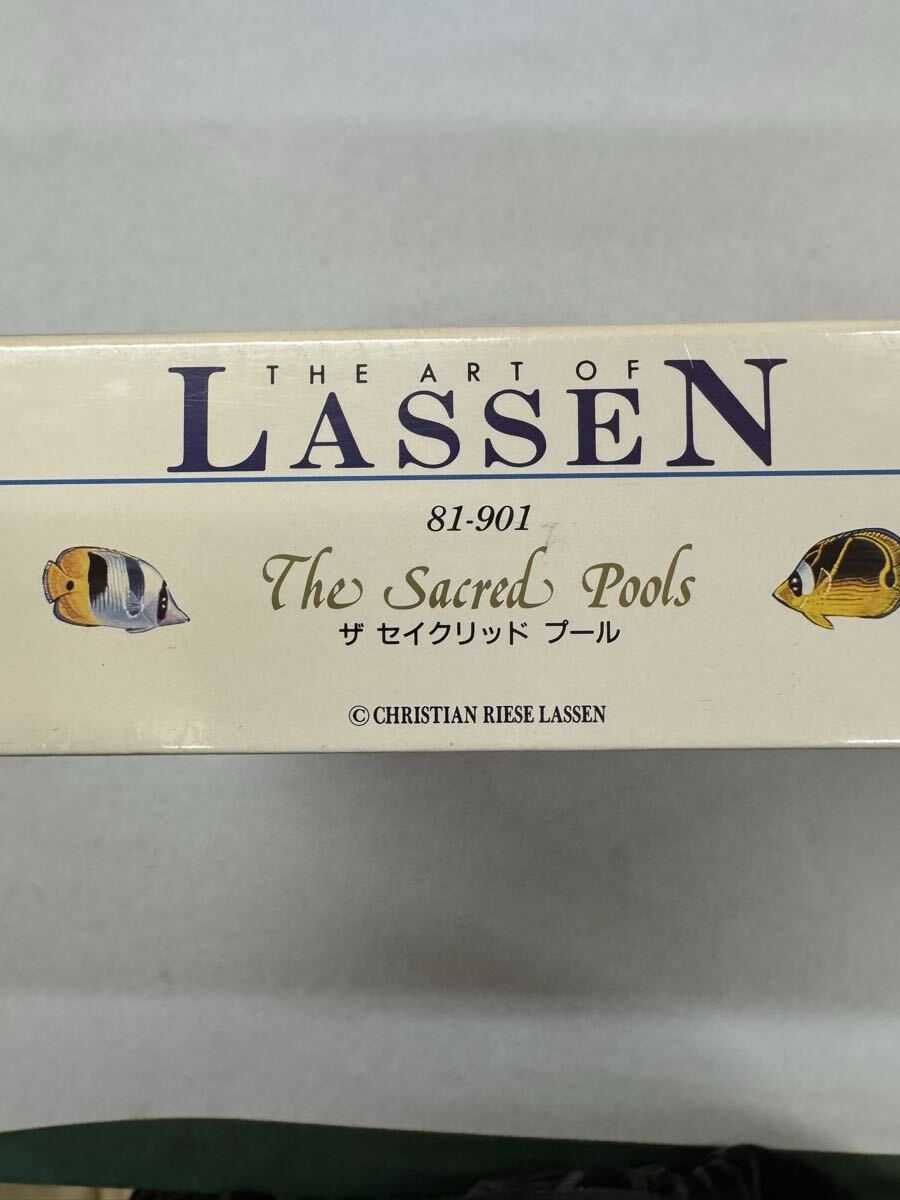 THE ART OF
LASSEN
81-901
The Sacred Pools
ザ セイクリッド プール
© CHRISTIAN RIESE LASSEN